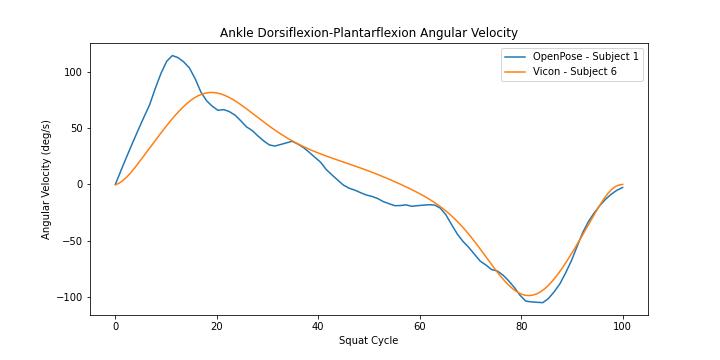 Ankle Dorsiflexion-Plantarflexion Angular Velocity
OpenPose - Subject 1
Vicon - Subject 6
Angular Velocity (deg/s)
100
50
0
−50
−100
0
20
40
60
80
100
Squat Cycle